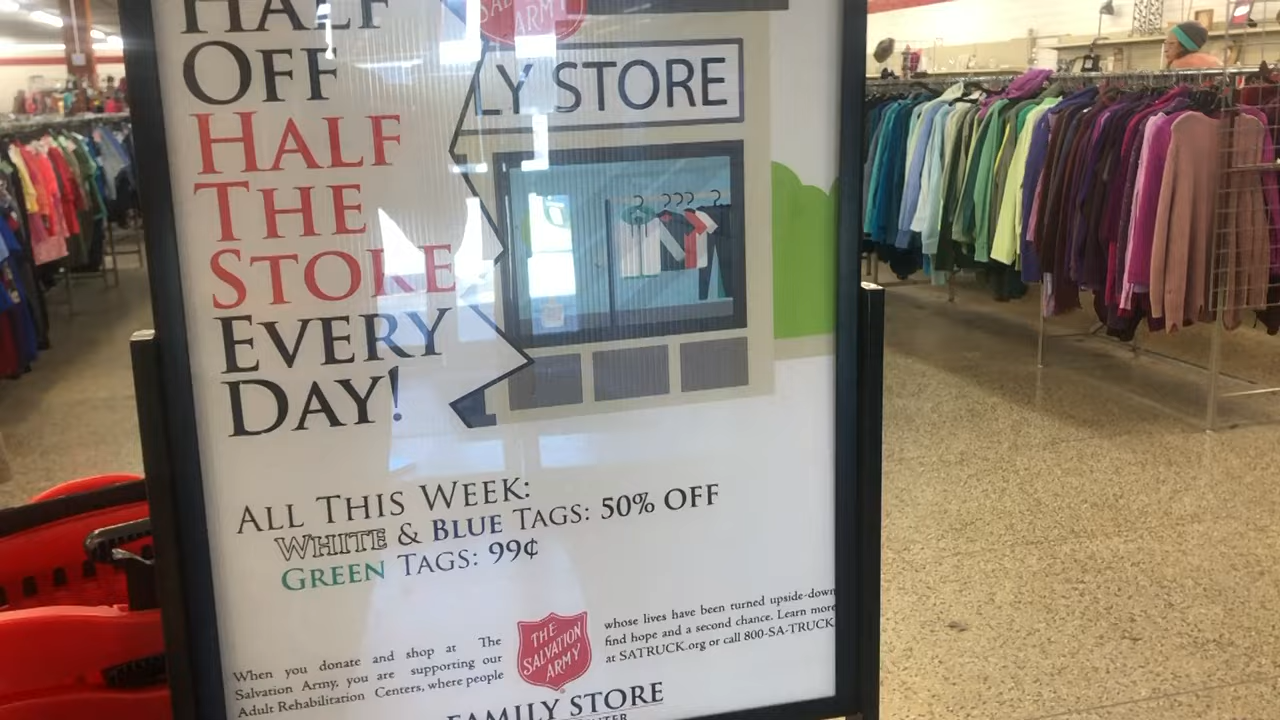 HALF
OFF
HALF
THE
STORE
EVERY
DAY!
SALVATION
ARMY
LY STORE
ALL THIS WEEK:
WHITE & BLUE TAGS: 50% OFF
GREEN TAGS: 99¢
When you donate and shop at The
Salvation Army, you are supporting our
Adult Rehabilitation Centers, where people
THE
SALVATION
ARMY
whose lives have been turned upside-down
find hope and a second chance. Learn more
at SATRUCK.org or call 800-SA-TRUCK
FAMILY STORE